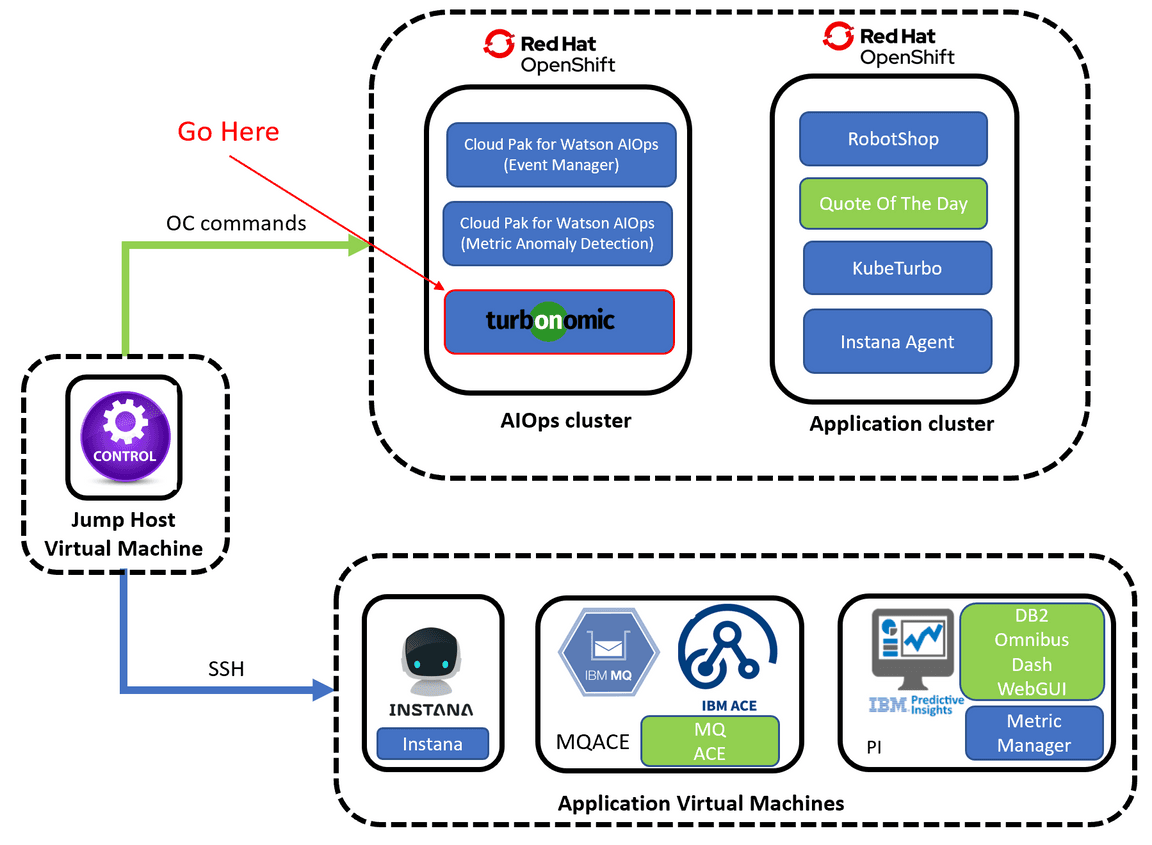 Red Hat
OpenShift
Red Hat
OpenShift
Go Here
OC commands
Cloud Pak for Watson AIOps
(Event Manager)
Cloud Pak for Watson AIOps
(Metric Anomaly Detection)
turbonomic
AIOps cluster
RobotShop
Quote Of The Day
KubeTurbo
Instana Agent
Application cluster
CONTROL
Jump Host
Virtual Machine
SSH
INSTANA
Instana
IBM MQ
IBM ACE
MQACE
MQ
ACE
IBM Predictive
Insights
PI
DB2
Omnibus
Dash
WebGUI
Metric
Manager
Application Virtual Machines